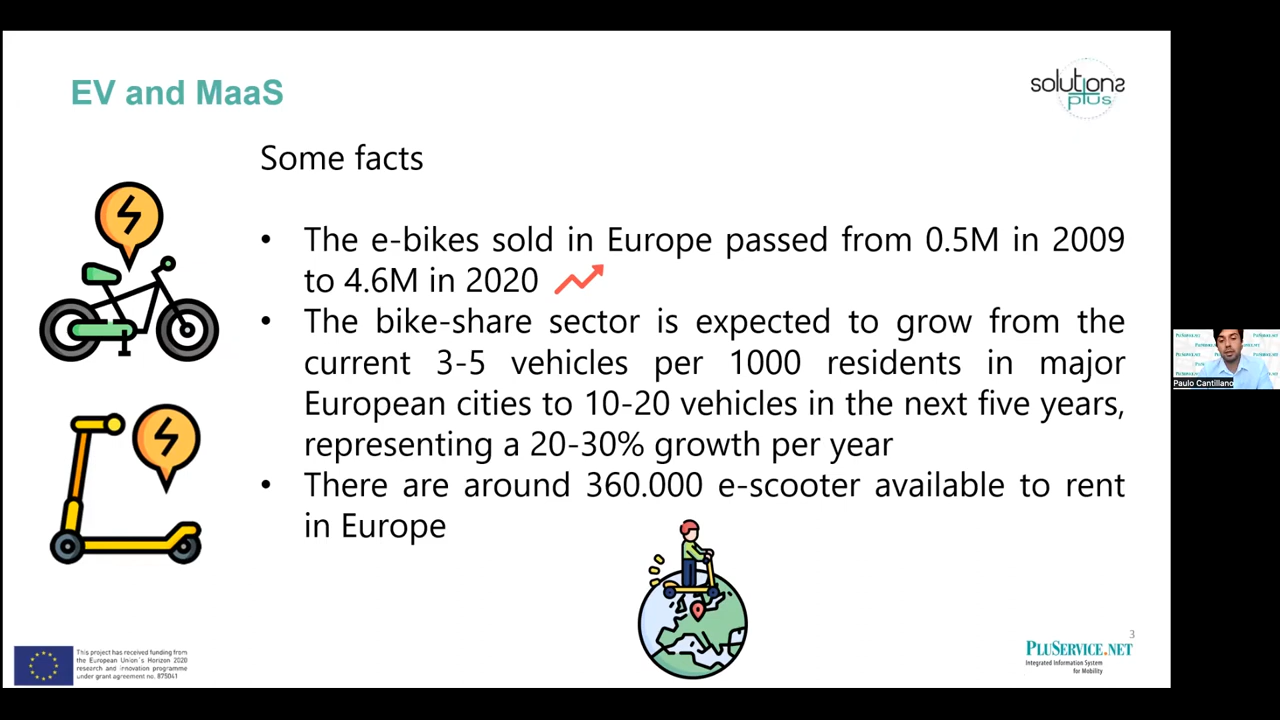 EV and MaaS
solutions
plus
Some facts
• The e-bikes sold in Europe passed from 0.5M in 2009
to 4.6M in 2020
• The bike-share sector is expected to grow from the
current 3-5 vehicles per 1000 residents in major
European cities to 10-20 vehicles in the next five years,
representing a 20-30% growth per year
• There are around 360.000 e-scooter available to rent
in Europe
Paulo Cantillano
This project has received funding from
the European Union's Horizon 2020
research and innovation programme
under grant agreement no. 875041
3
PLUSERVICE.NET
Integrated Information System
for Mobility